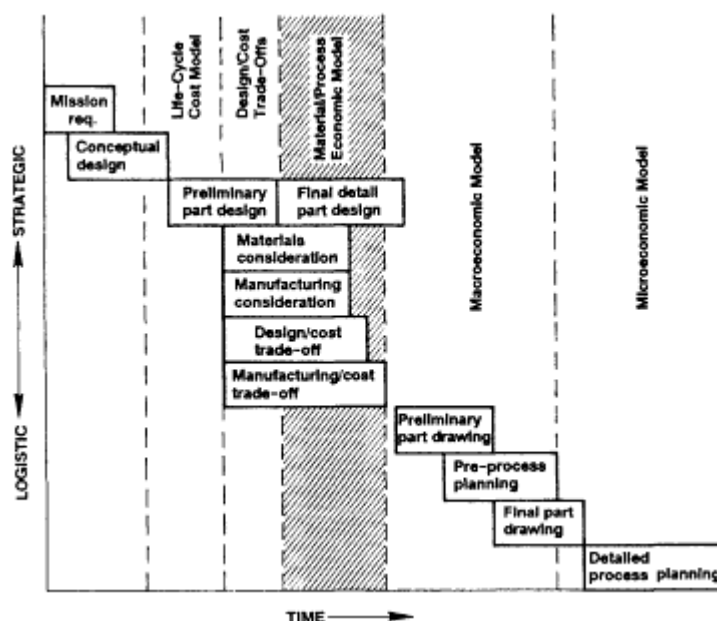 Life-Cycle
Cost Model
Design/Cost
Trade-Offs
Material/Process
Economic Model
Mission
req.
Conceptual
design
Preliminary
part design
Final detail
part design
Materials
consideration
Manufacturing
consideration
Design/cost
trade-off
Manufacturing/cost
trade-off
Macroeconomic Model
Microeconomic Model
Preliminary
part drawing
Pre-process
planning
Final part
drawing
Detailed
process planning
STRATEGIC
LOGISTIC
TIME